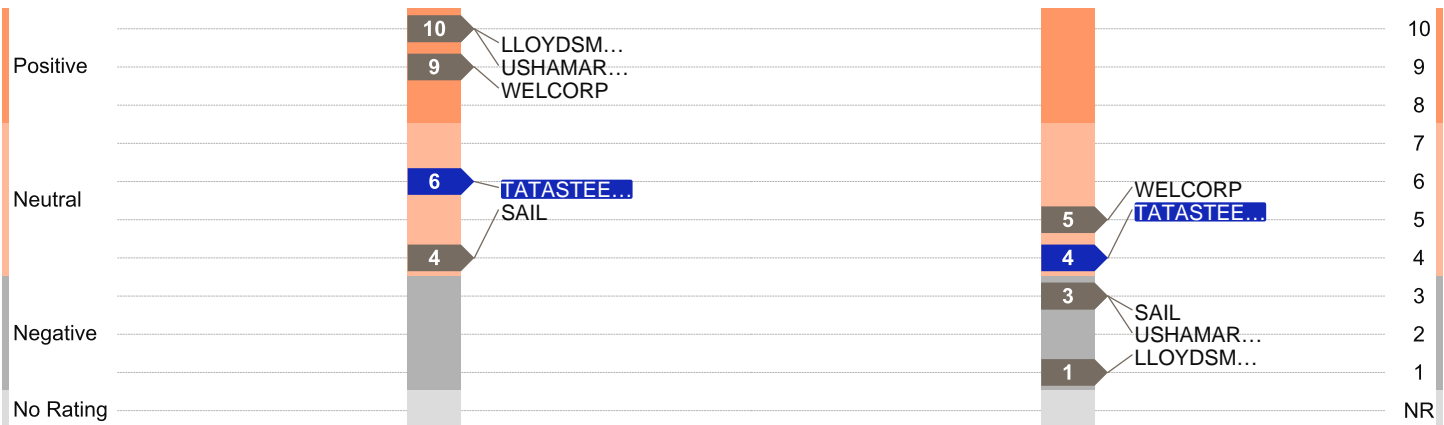 10 10
LLOYDSM...
Positive 9 USHAMAR... 9
WELCORP
8
7
6 TATASTEE... WELCORP 6
Neutral SAIL 5 TATASTEE... 5
4 4 4
3 SAIL 3
Negative USHAMAR... 2
LLOYDSM...
1 1
No Rating NR